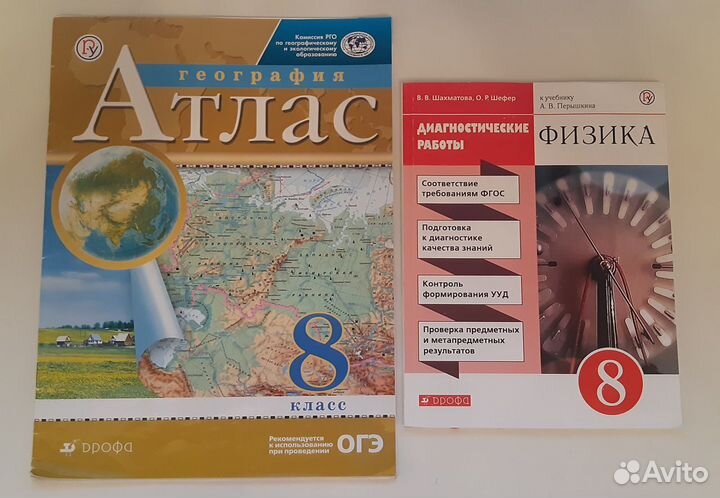 Комиссия РГО
по географическому
и экологическому
образованию
география
Атлас
8
класс
дрофа
Рекомендуется
к использованию
при проведении
ОГЭ
В. В. Шахматова, О. Р. Шефер
к учебнику
А. В. Перышкина
ДИАГНОСТИЧЕСКИЕ
РАБОТЫ
ФИЗИКА
Соответствие
требованиям ФГОС
Подготовка
к диагностике
качества знаний
Контроль
формирования УУД
Проверка предметных
и метапредметных
результатов
8
дрофа
Avito